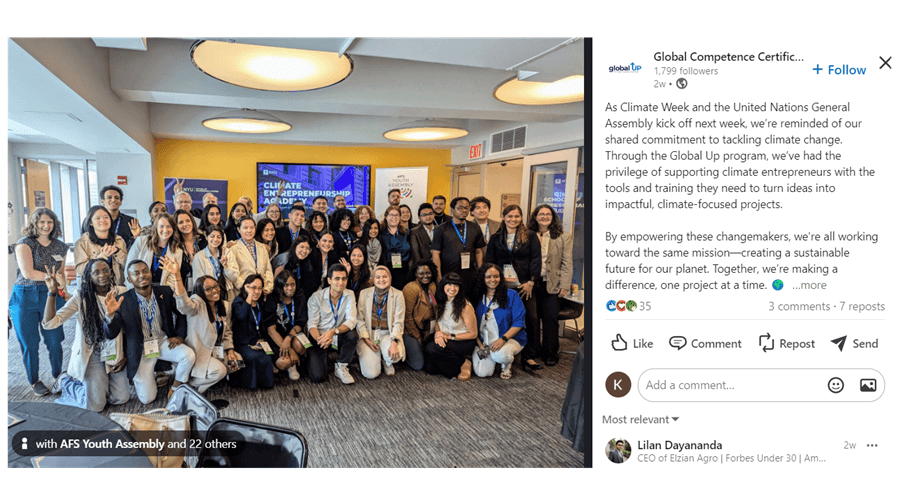 NYU
CLIMATE
ENTREPRENEURSHIP
ACADEMY
AFS
YOUTH
ASSEMBLY
EXIT
with AFS Youth Assembly and 22 others
global UP
Global Competence Certific...
1,799 followers
2w •
+ Follow
As Climate Week and the United Nations General
Assembly kick off next week, we're reminded of our
shared commitment to tackling climate change.
Through the Global Up program, we've had the
privilege of supporting climate entrepreneurs with the
tools and training they need to turn ideas into
impactful, climate-focused projects.
By empowering these changemakers, we're all working
toward the same mission—creating a sustainable
future for our planet. Together, we're making a
difference, one project at a time. 🌍 ...more
35
3 comments · 7 reposts
Like
Comment
Repost
Send
K
Add a comment...
Most relevant
Lilan Dayananda
2w
CEO of Elzian Agro | Forbes Under 30 | Am...